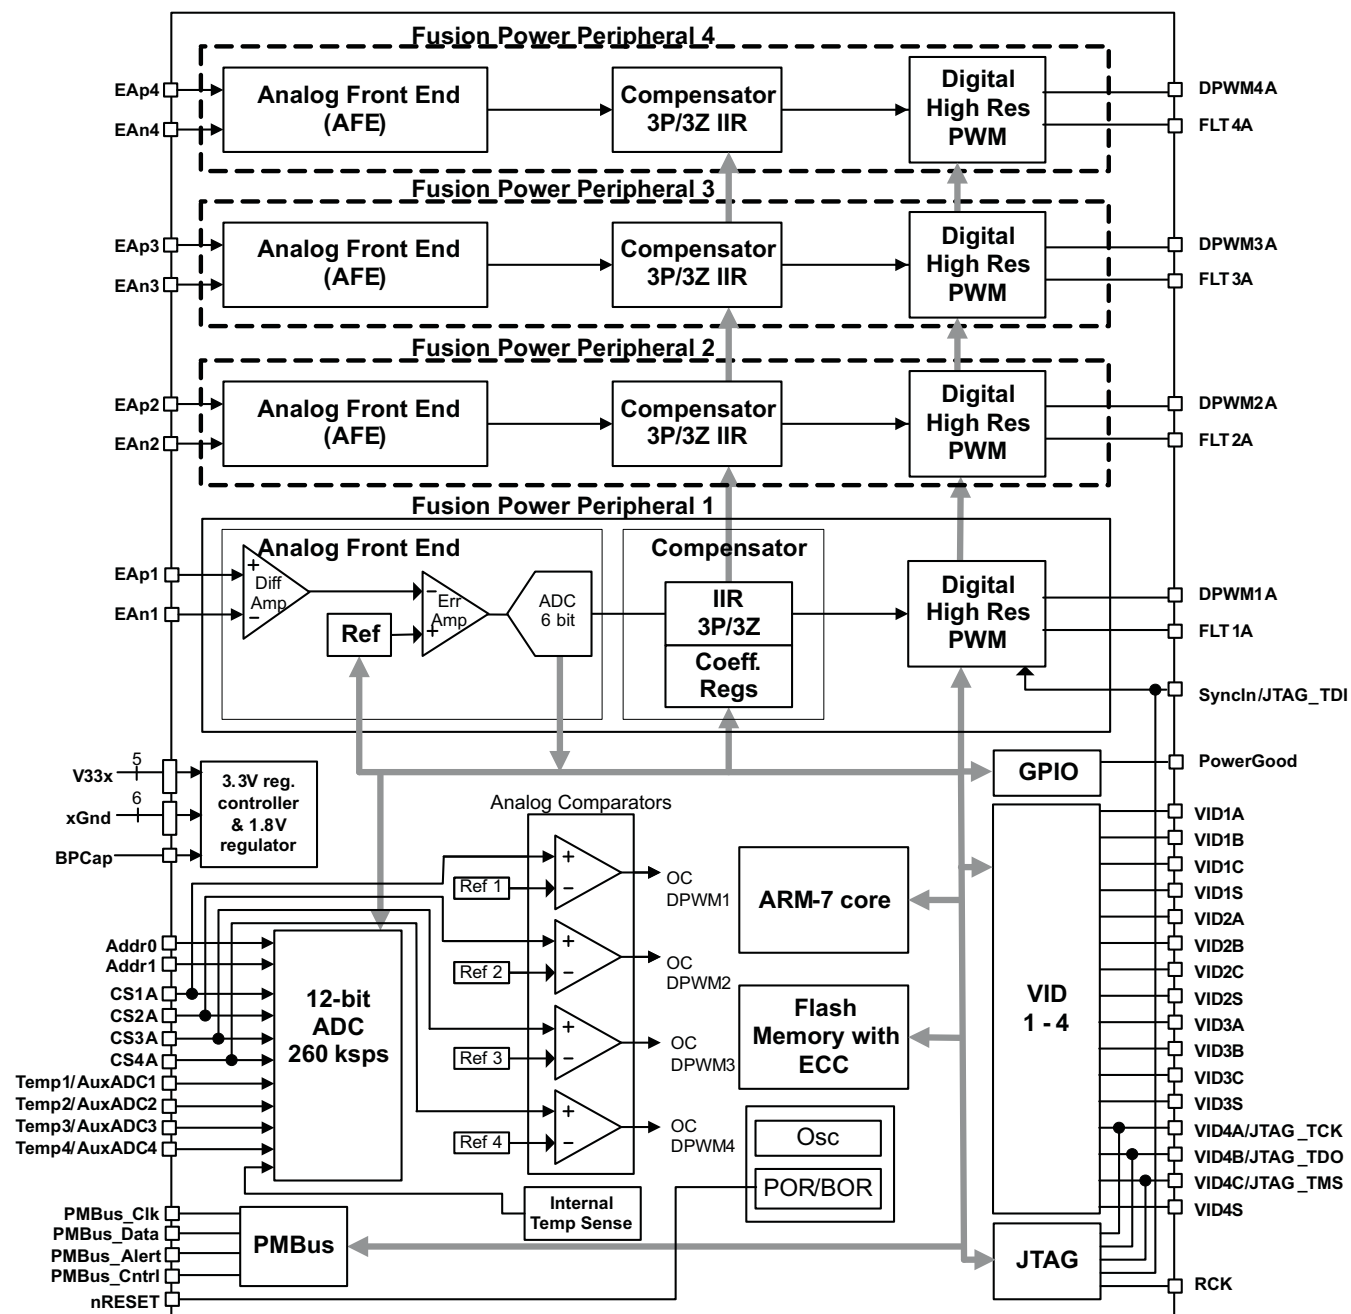 Fusion Power Peripheral 4
EAp4
EAn4
Analog Front End
(AFE)
Compensator
3P/3Z IIR
Digital
High Res
PWM
DPWM4A
FLT4A
Fusion Power Peripheral 3
EAp3
EAn3
Analog Front End
(AFE)
Compensator
3P/3Z IIR
Digital
High Res
PWM
DPWM3A
FLT3A
Fusion Power Peripheral 2
EAp2
EAn2
Analog Front End
(AFE)
Compensator
3P/3Z IIR
Digital
High Res
PWM
DPWM2A
FLT2A
Fusion Power Peripheral 1
Analog Front End
Compensator
EAp1
EAn1
+
Diff
Amp
−
−
Err
Amp
+
Ref
ADC
6 bit
IIR
3P/3Z
Coeff.
Regs
Digital
High Res
PWM
DPWM1A
FLT1A
SyncIn/JTAG_TDI
V33x
5
xGnd
6
BPCap
3.3V reg.
controller
& 1.8V
regulator
GPIO
PowerGood
Analog Comparators
+
−
Ref 1
OC
DPWM1
+
−
Ref 2
OC
DPWM2
+
−
Ref 3
OC
DPWM3
+
−
Ref 4
OC
DPWM4
ARM-7 core
Flash
Memory with
ECC
Osc
POR/BOR
Addr0
Addr1
CS1A
CS2A
CS3A
CS4A
Temp1/AuxADC1
Temp2/AuxADC2
Temp3/AuxADC3
Temp4/AuxADC4
12-bit
ADC
260 ksps
Internal
Temp Sense
VID
1 - 4
VID1A
VID1B
VID1C
VID1S
VID2A
VID2B
VID2C
VID2S
VID3A
VID3B
VID3C
VID3S
VID4A/JTAG_TCK
VID4B/JTAG_TDO
VID4C/JTAG_TMS
VID4S
PMBus_Clk
PMBus_Data
PMBus_Alert
PMBus_Cntrl
nRESET
PMBus
JTAG
RCK